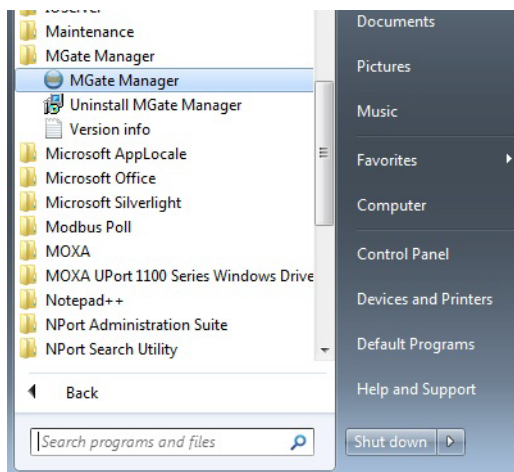 Maintenance
MGate Manager
MGate Manager
Uninstall MGate Manager
Version info
Microsoft AppLocale
Microsoft Office
Microsoft Silverlight
Modbus Poll
MOXA
MOXA UPort 1100 Series Windows Drive
Notepad++
NPort Administration Suite
NPort Search Utility
Back
Search programs and files
Documents
Pictures
Music
Favorites
Computer
Control Panel
Devices and Printers
Default Programs
Help and Support
Shut down